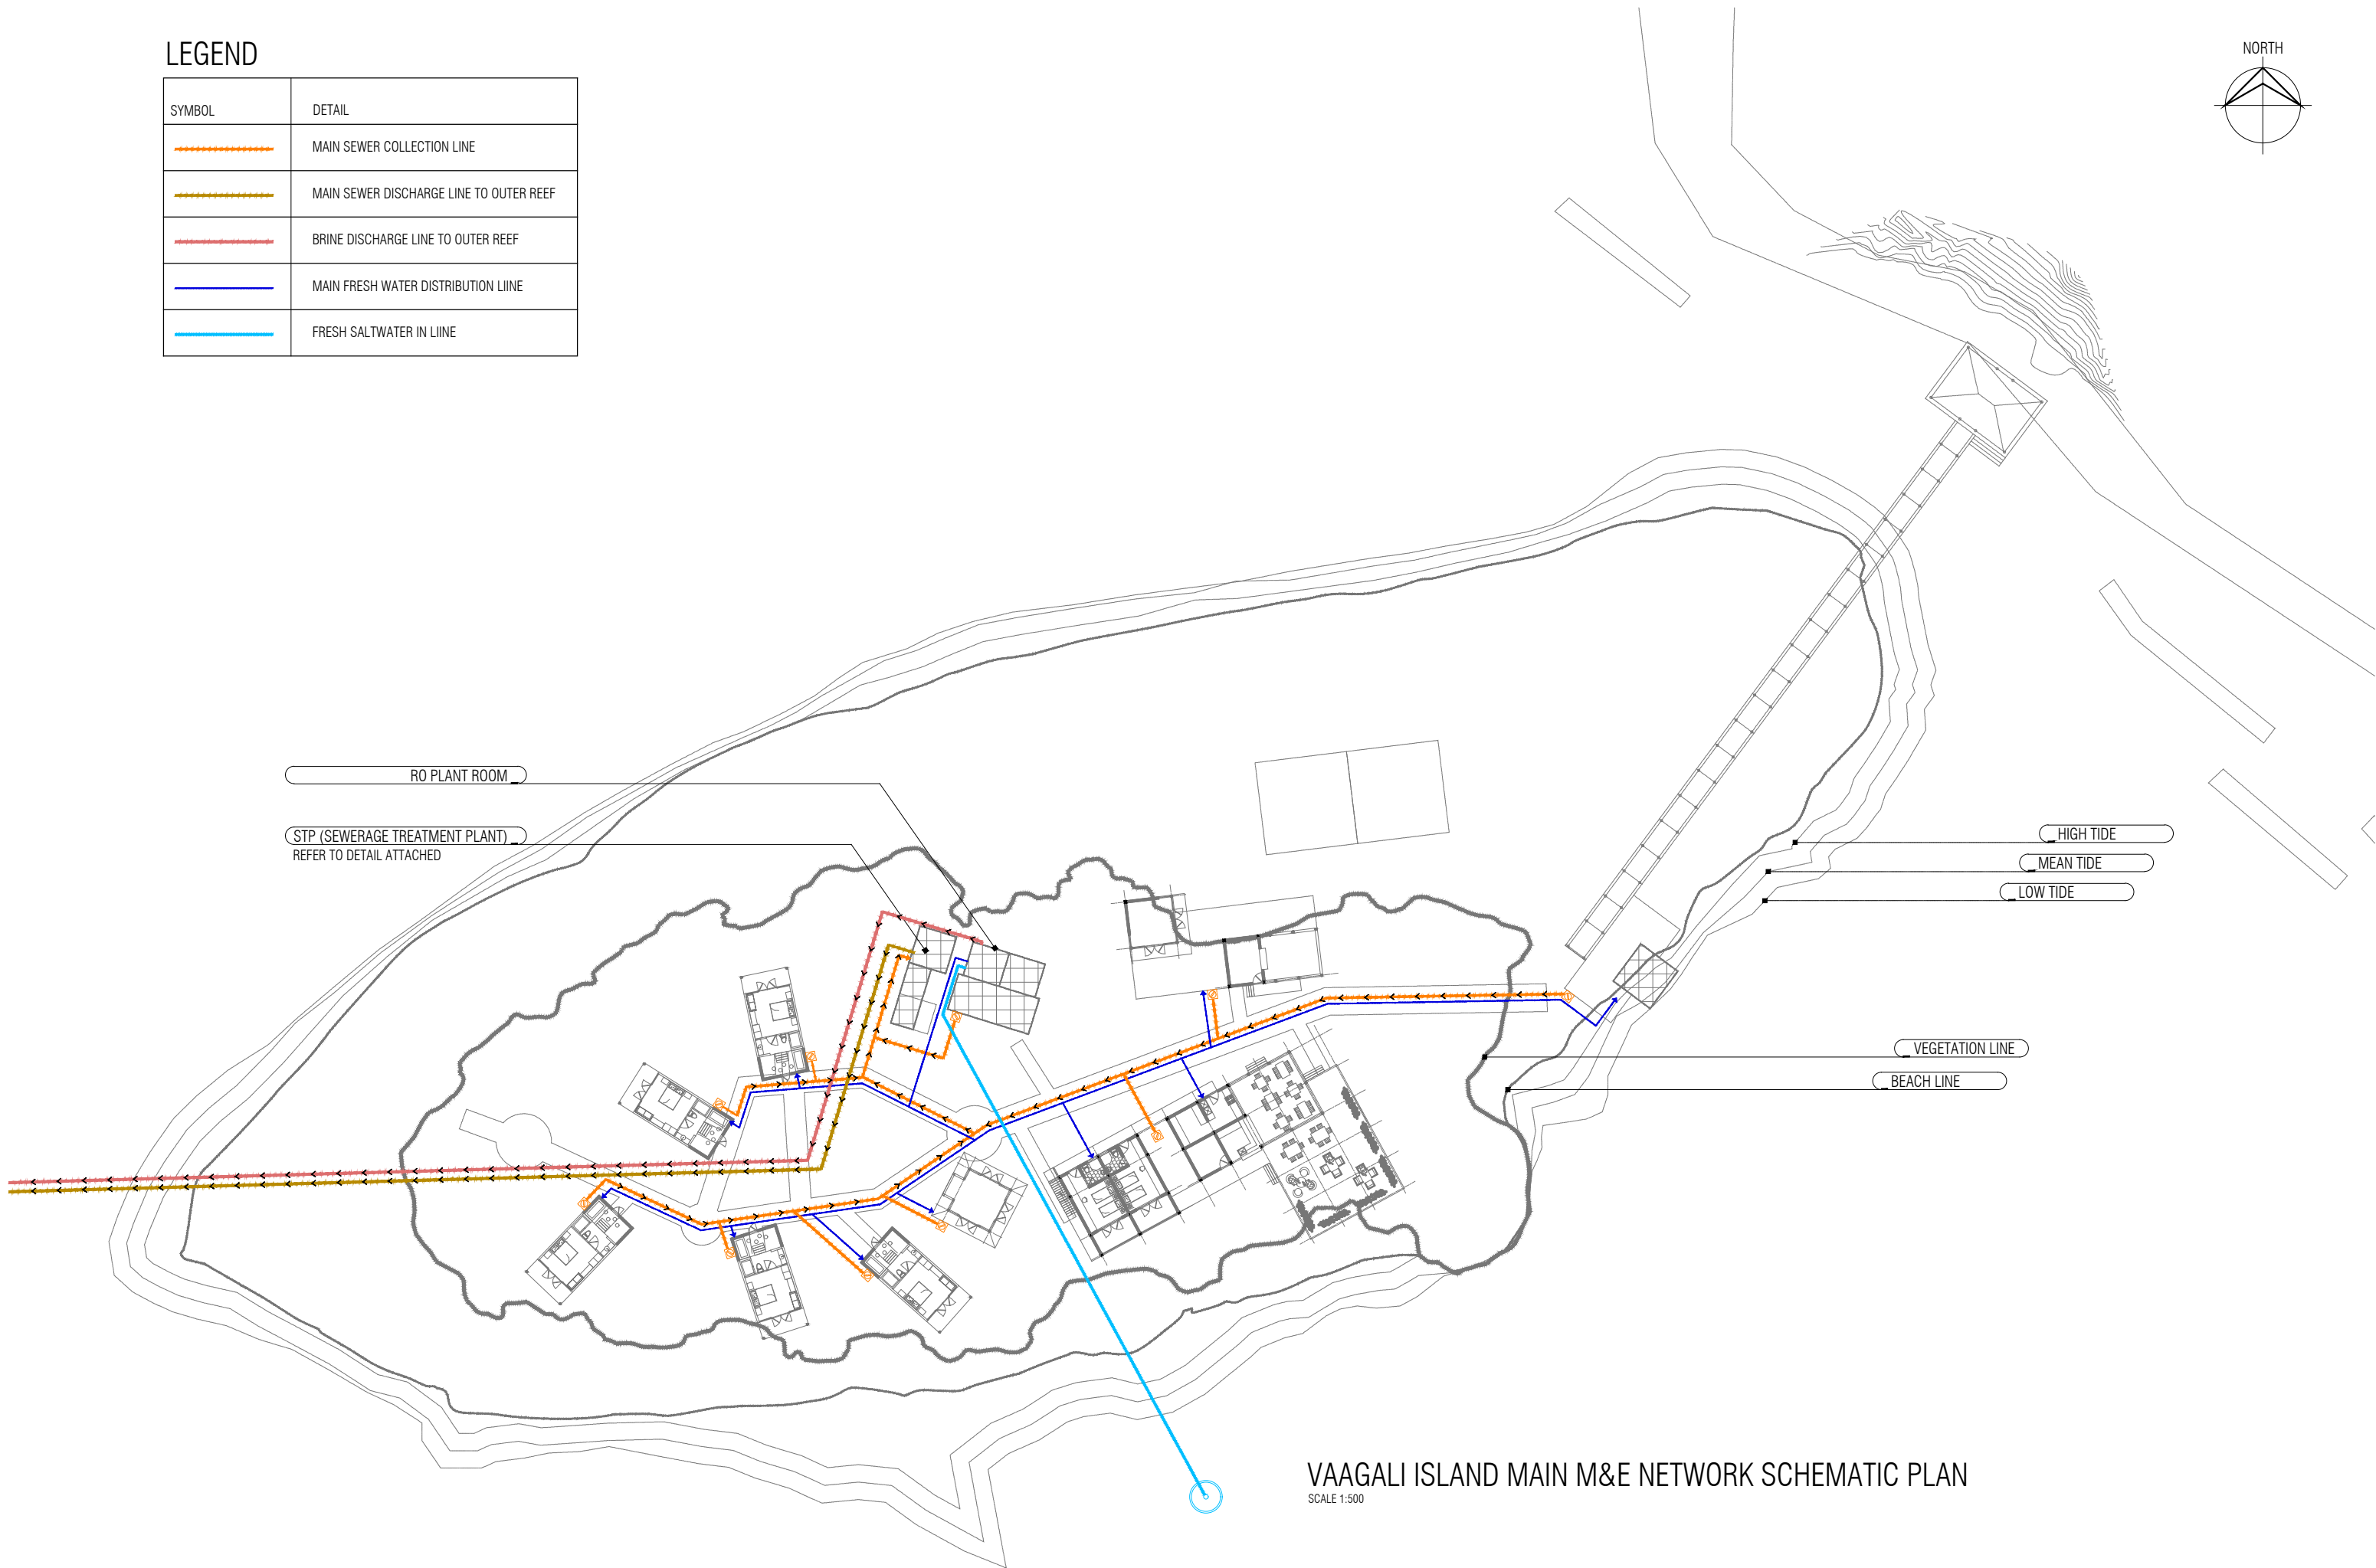 LEGEND
NORTH
SYMBOL DETAIL
MAIN SEWER COLLECTION LINE
MAIN SEWER DISCHARGE LINE TO OUTER REEF
BRINE DISCHARGE LINE TO OUTER REEF
MAIN FRESH WATER DISTRIBUTION LIINE
FRESH SALTWATER IN LIINE
RO PLANT ROOM
STP (SEWERAGE TREATMENT PLANT)
REFER TO DETAIL ATTACHED
HIGH TIDE
MEAN TIDE
LOW TIDE
VEGETATION LINE
BEACH LINE
VAAGALI ISLAND MAIN M&E NETWORK SCHEMATIC PLAN
SCALE 1:500